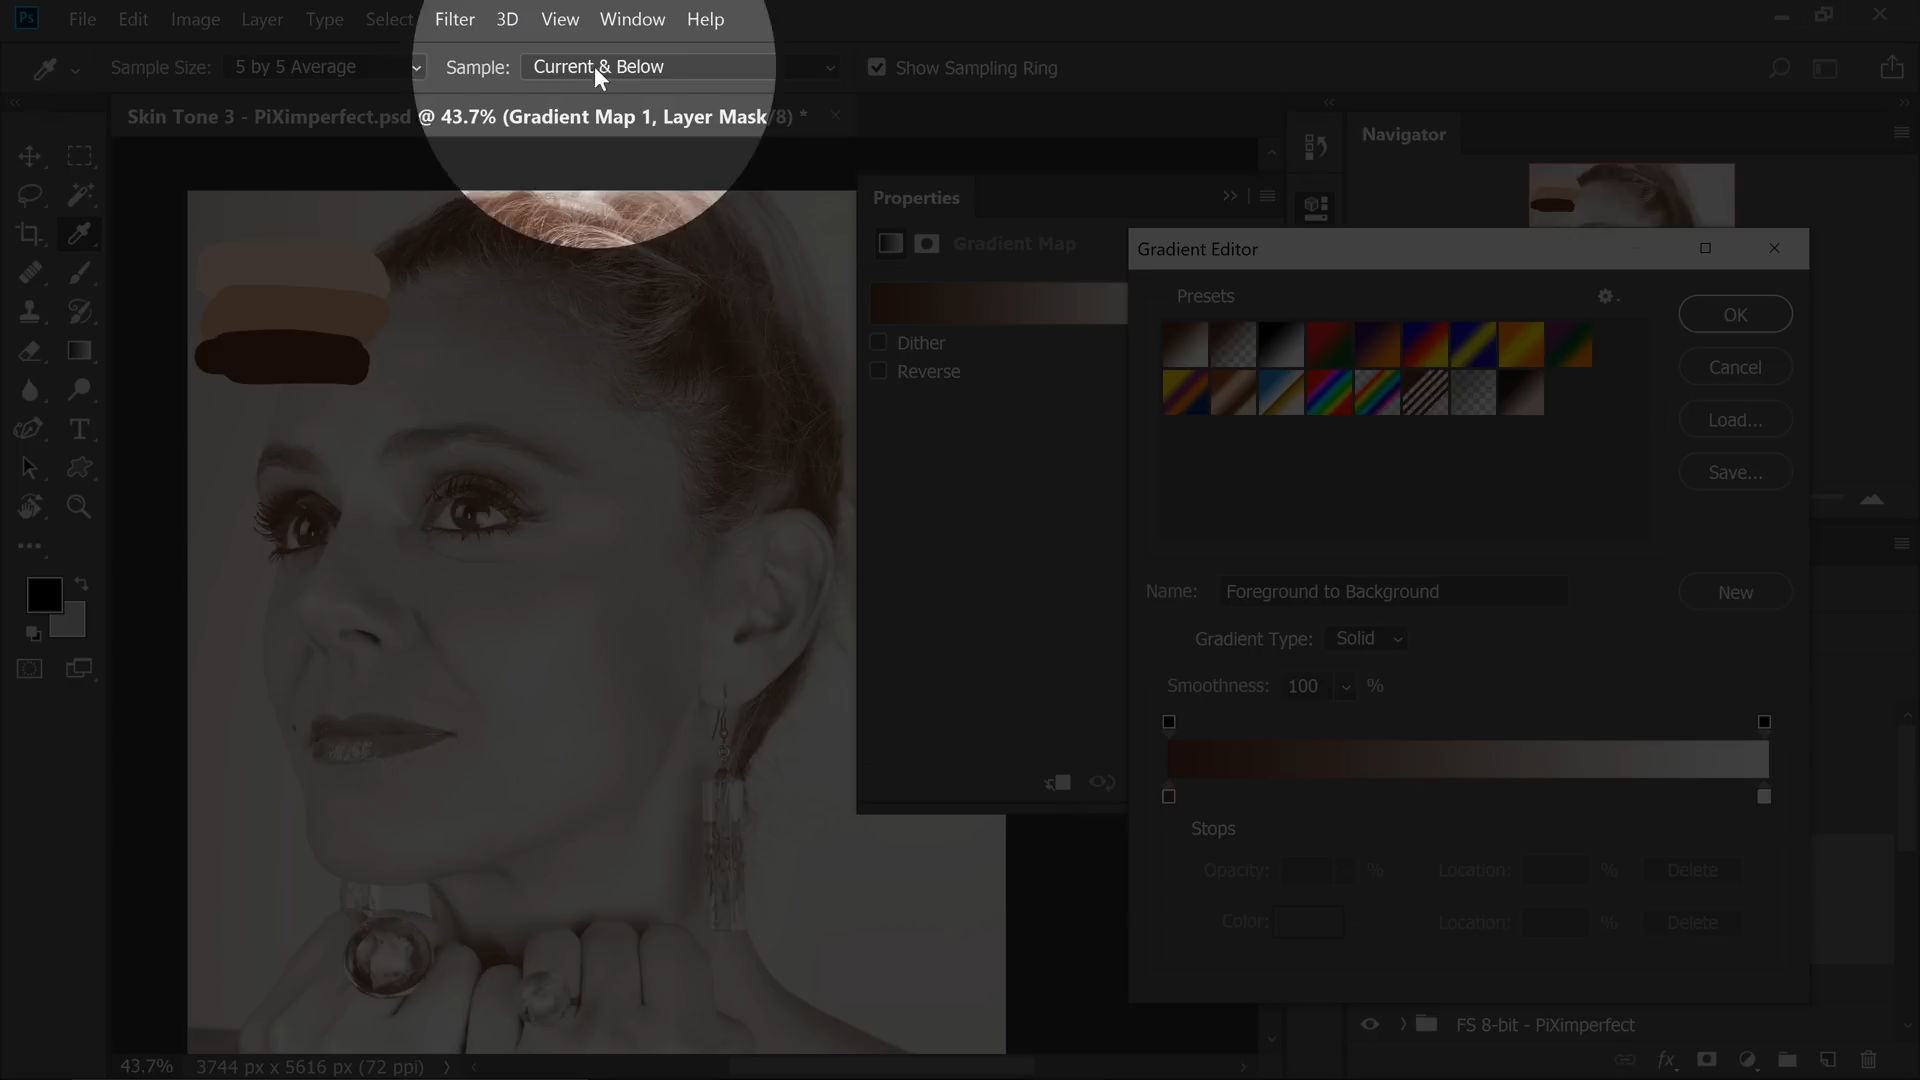 Ps File Edit Image Layer Type Select Filter 3D View Window Help
Sample Size: 5 by 5 Average Sample: Current & Below Show Sampling Ring
Skin Tone 3 - PiXimperfect.psd @ 43.7% (Gradient Map 1, Layer Mask/8) *
Navigator
Properties
Gradient Map
Dither
Reverse
Gradient Editor
Presets
OK
Cancel
Load...
Save...
Name: Foreground to Background
New
Gradient Type: Solid
Smoothness: 100 %
Stops
Opacity: % Location: % Delete
Color: Location: % Delete
FS 8-bit - PiXimperfect
fx
43.7% 3744 px x 5616 px (72 ppi)